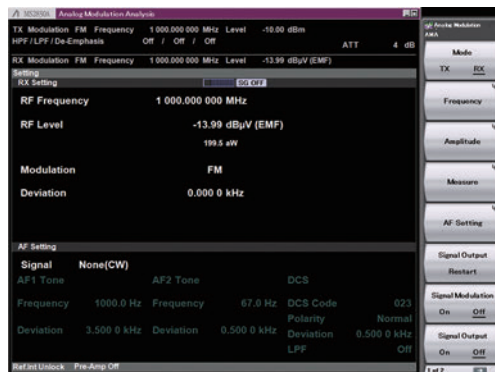 MS2830A Analog Modulation Analysis
TX Modulation FM Frequency 1 000.000 000 MHz Level -10.00 dBm
HPF/LPF/De-Emphasis Off / Off / Off ATT 4 dB
RX Modulation FM Frequency 1 000.000 000 MHz Level -13.99 dBµV (EMF)
Setting
RX Setting SG OFF
RF Frequency 1 000.000 000 MHz
RF Level -13.99 dBµV (EMF)
199.5 aW
Modulation FM
Deviation 0.000 0 kHz
AF Setting
Signal None(CW)
AF1 Tone AF2 Tone DCS
Frequency 1000.0 Hz Frequency 67.0 Hz DCS Code 023
Polarity Normal
Deviation 3.500 0 kHz Deviation 0.500 0 kHz Deviation 0.500 0 kHz
LPF Off
Ref.Int Unlock Pre-Amp Off
Analog Modulation
AMA
Mode
TX RX
Frequency
Amplitude
Measure
AF Setting
Signal Output
Restart
Signal Modulation
On Off
Signal Output
On Off
1 of 2